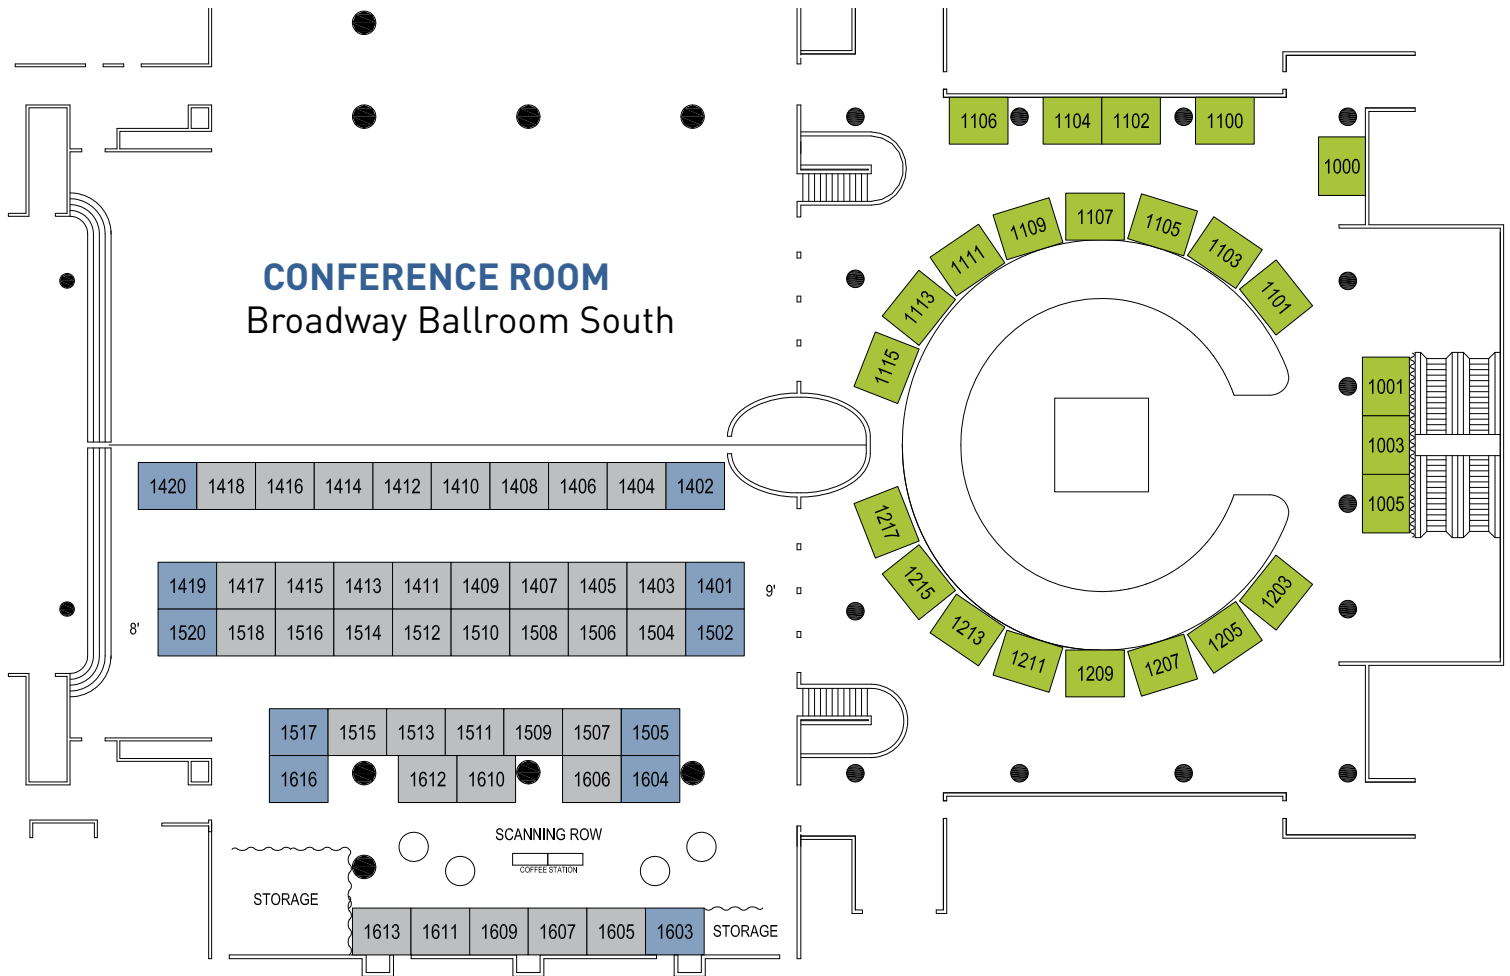 1106
1104
1102
1100
1000
1107
1109
1105
1111
1103
1113
1101
1115
CONFERENCE ROOM
Broadway Ballroom South
1001
1003
1005
1420 1418 1416 1414 1412 1410 1408 1406 1404 1402
1217
1215
1213
1211
1209
1207
1205
1203
1419 1417 1415 1413 1411 1409 1407 1405 1403 1401
9'
8'
1520 1518 1516 1514 1512 1510 1508 1506 1504 1502
1517 1515 1513 1511 1509 1507 1505
1616 1612 1610 1606 1604
SCANNING ROW
COFFEE STATION
STORAGE
1613 1611 1609 1607 1605 1603
STORAGE